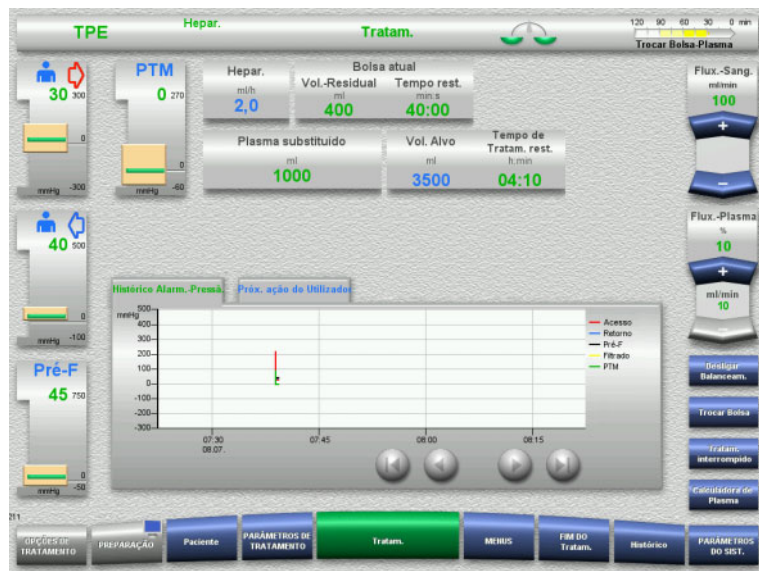 TPE
Hepar.
Tratam.
120 90 60 30 0 min
Trocar Bolsa-Plasma
30 300
0
mmHg -300
PTM
0 270
0
mmHg -60
Hepar.
ml/h
2,0
Bolsa atual
Vol.-Residual Tempo rest.
ml min:s
400 40:00
Plasma substituido
ml
1000
Vol. Alvo
ml
3500
Tempo de
Tratam. rest.
h:min
04:10
Flux.-Sang.
ml/min
100
+
–
40 500
0
mmHg -100
Flux.-Plasma
%
10
+
ml/min
10
–
Pré-F
45 750
0
mmHg -50
Histórico Alarm.-Pressã. Próx. ação do Utilizador
mmHg
500
400
300
200
100
0
-100
-200
-300
07:30 07:45 08:00 08:15
08.07.
Acesso
Retorno
Pré-F
Filtrado
PTM
Desligar
Balanceam.
Trocar Bolsa
Tratam.
interrompido
Calculadora de
Plasma
211
OPÇÕES DE
TRATAMENTO
PREPARAÇÃO
Paciente
PARÂMETROS DE
TRATAMENTO
Tratam.
MENUS
FIM DO
Tratam.
Histórico
PARÂMETROS
DO SIST.